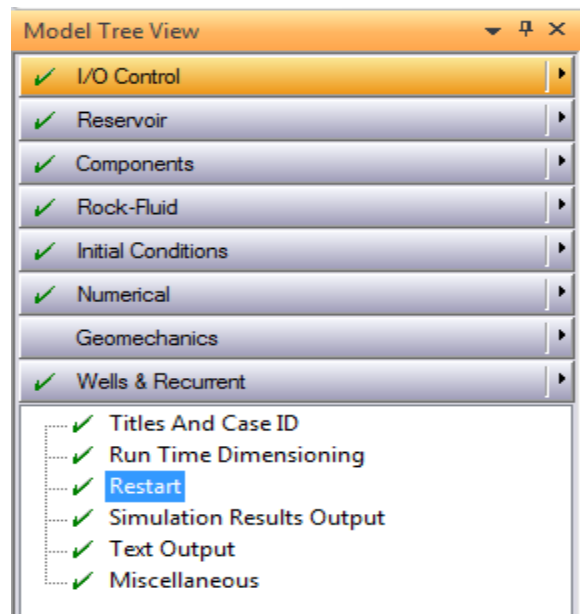 Model Tree View
I/O Control
Reservoir
Components
Rock-Fluid
Initial Conditions
Numerical
Geomechanics
Wells & Recurrent
Titles And Case ID
Run Time Dimensioning
Restart
Simulation Results Output
Text Output
Miscellaneous